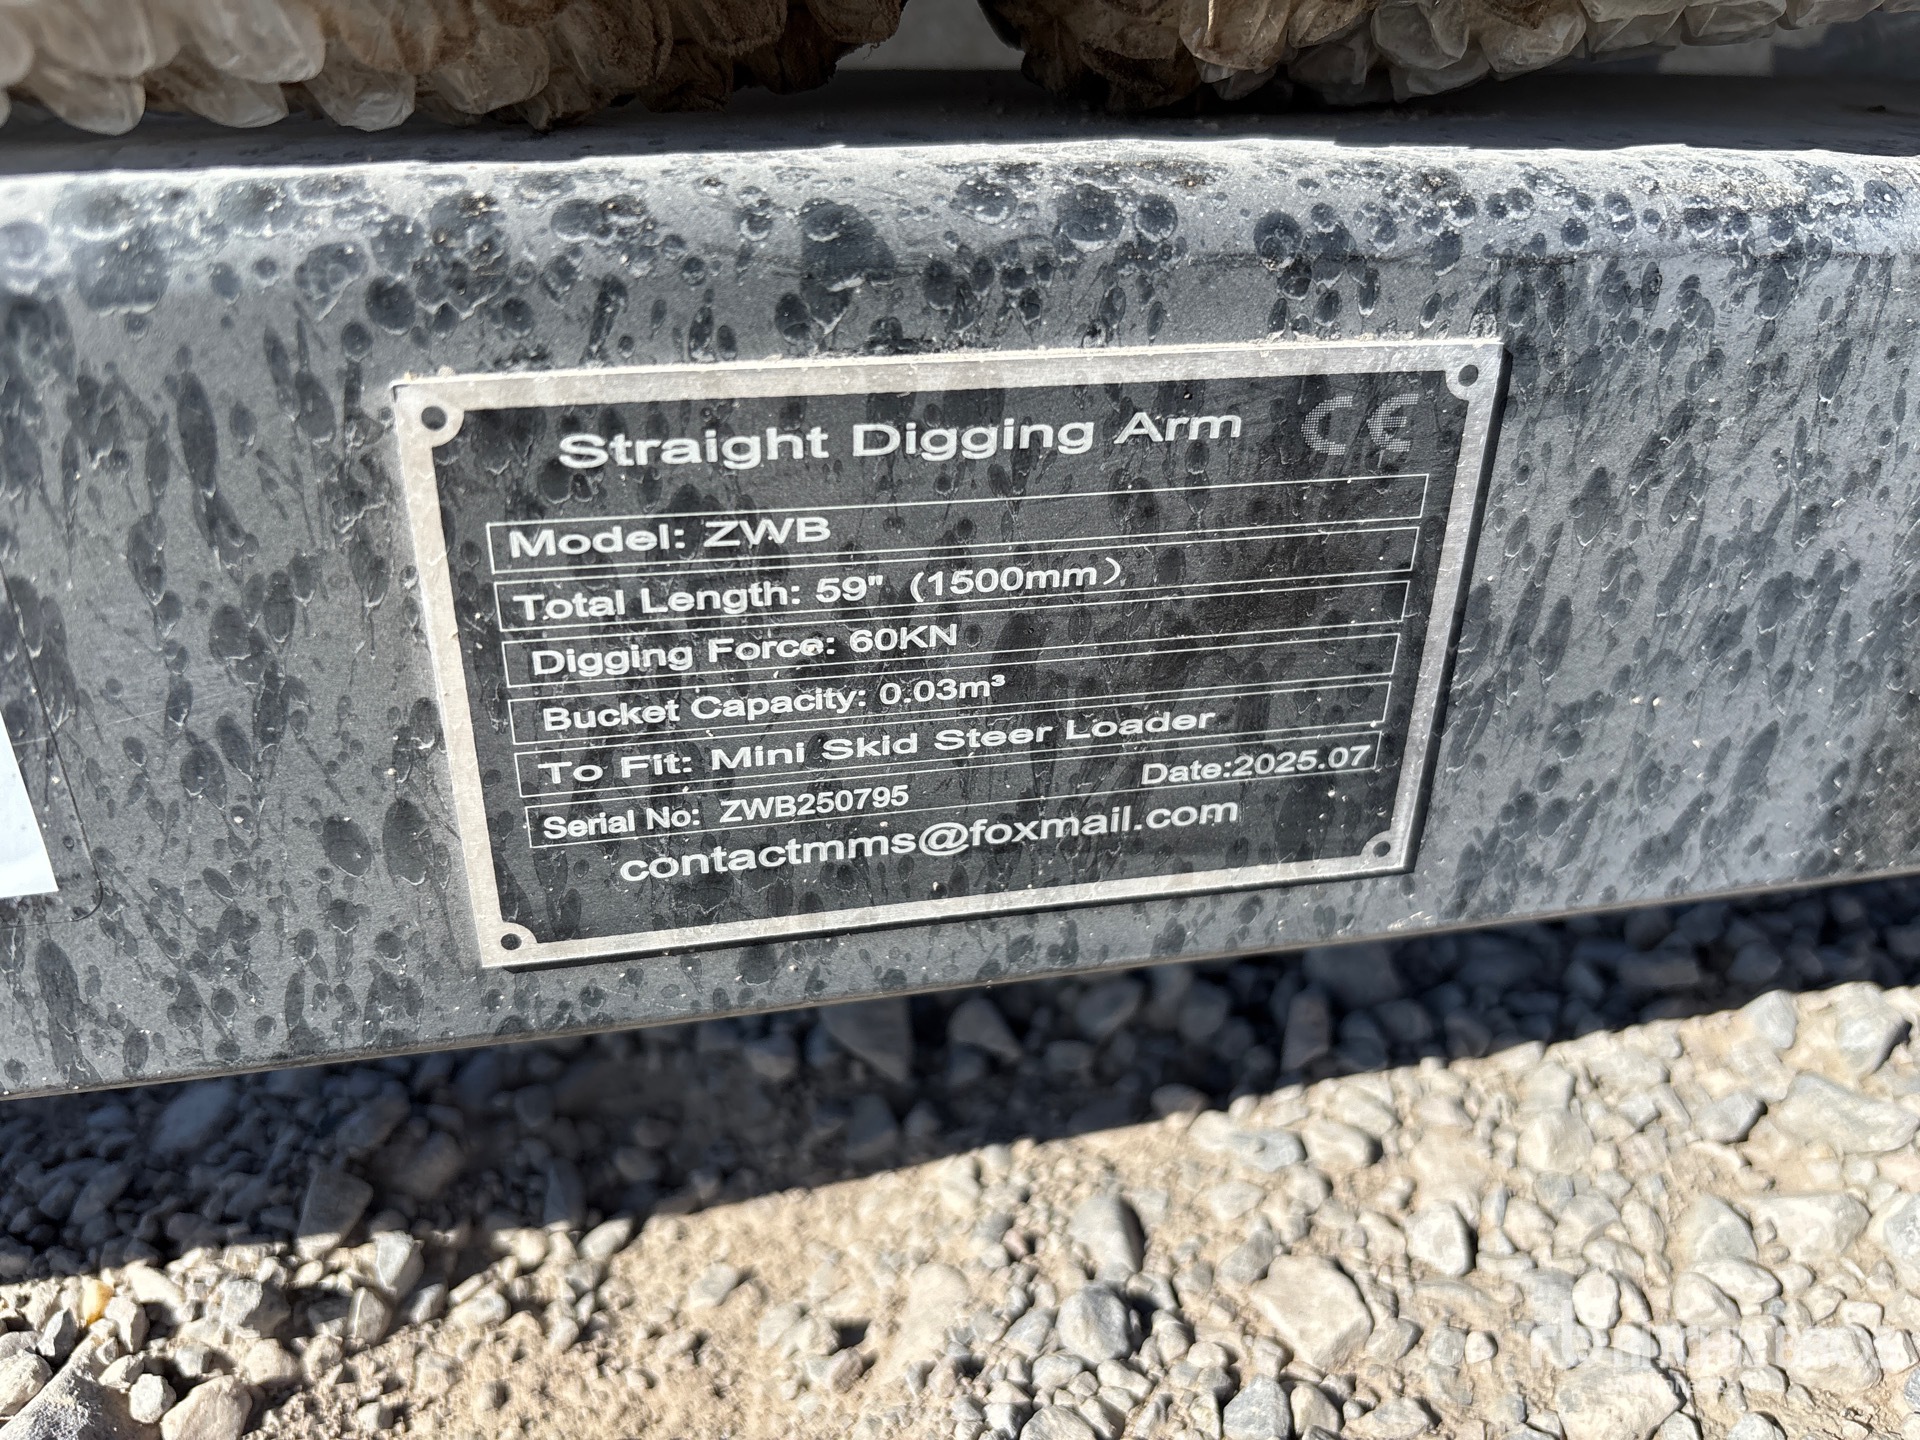 Straight Digging Arm CE
Model: ZWB
Total Length: 59" (1500mm)
Digging Force: 60KN
Bucket Capacity: 0.03m³
To Fit: Mini Skid Steer Loader
Serial No: ZWB250795 Date:2025.07
contactmms@foxmail.com